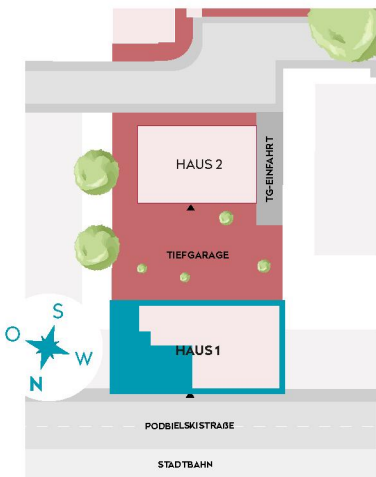 HAUS 2
TG-EINFAHRT
TIEFGARAGE
S
O
W
N
HAUS 1
PODBIELSKISTRAßE
STADTBAHN